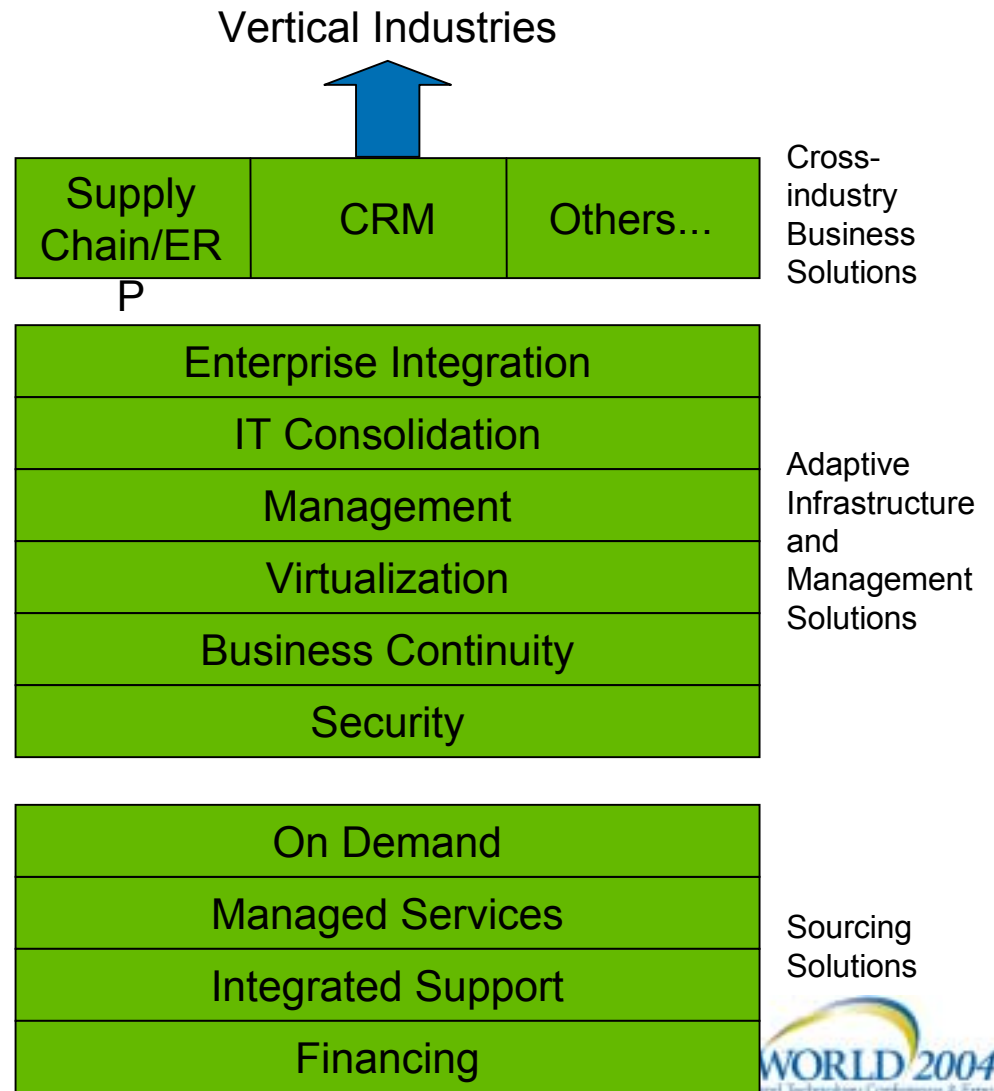 Vertical Industries
Supply
Chain/ER
P
CRM
Others...
Cross-
industry
Business
Solutions
Enterprise Integration
IT Consolidation
Management
Virtualization
Business Continuity
Security
Adaptive
Infrastructure
and
Management
Solutions
On Demand
Managed Services
Integrated Support
Financing
Sourcing
Solutions
WORLD 2004